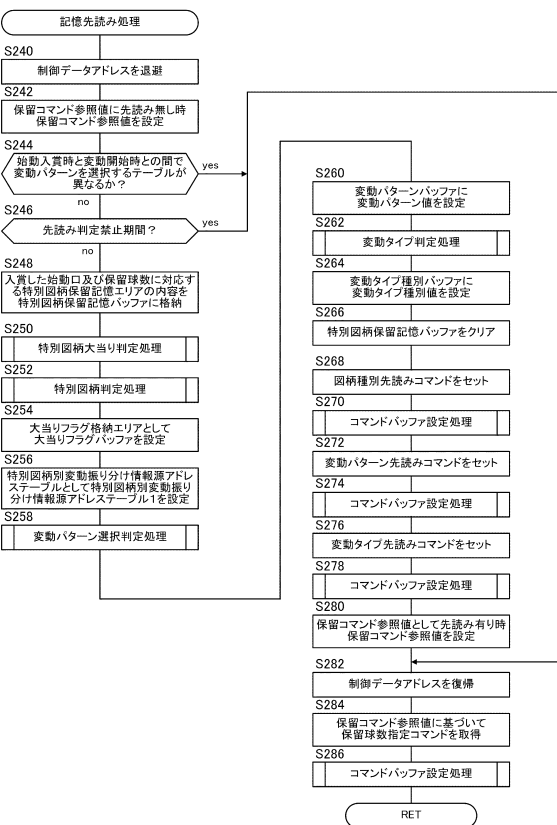 記憶先読み処理
S240
制御データアドレスを退避
S242
保留コマンド参照値に先読み無し時
保留コマンド参照値を設定
S244
始動入賞時と変動開始時との間で
変動パターンを選択するテーブルが
異なるか？
yes
no
S246
先読み判定禁止期間？
yes
no
S248
入賞した始動口及び保留球数に対応す
る特別図柄保留記憶エリアの内容を
特別図柄保留記憶バッファに格納
S250
特別図柄大当り判定処理
S252
特別図柄判定処理
S254
大当りフラグ格納エリアとして
大当りフラグバッファを設定
S256
特別図柄別変動振り分け情報源アドレ
ステーブルとして特別図柄別変動振り
分け情報源アドレステーブル1を設定
S258
変動パターン選択判定処理
S260
変動パターンバッファに
変動パターン値を設定
S262
変動タイプ判定処理
S264
変動タイプ種別バッファに
変動タイプ種別値を設定
S266
特別図柄保留記憶バッファをクリア
S268
図柄種別先読みコマンドをセット
S270
コマンドバッファ設定処理
S272
変動パターン先読みコマンドをセット
S274
コマンドバッファ設定処理
S276
変動タイプ先読みコマンドをセット
S278
コマンドバッファ設定処理
S280
保留コマンド参照値として先読み有り時
保留コマンド参照値を設定
S282
制御データアドレスを復帰
S284
保留コマンド参照値に基づいて
保留球数指定コマンドを取得
S286
コマンドバッファ設定処理
RET